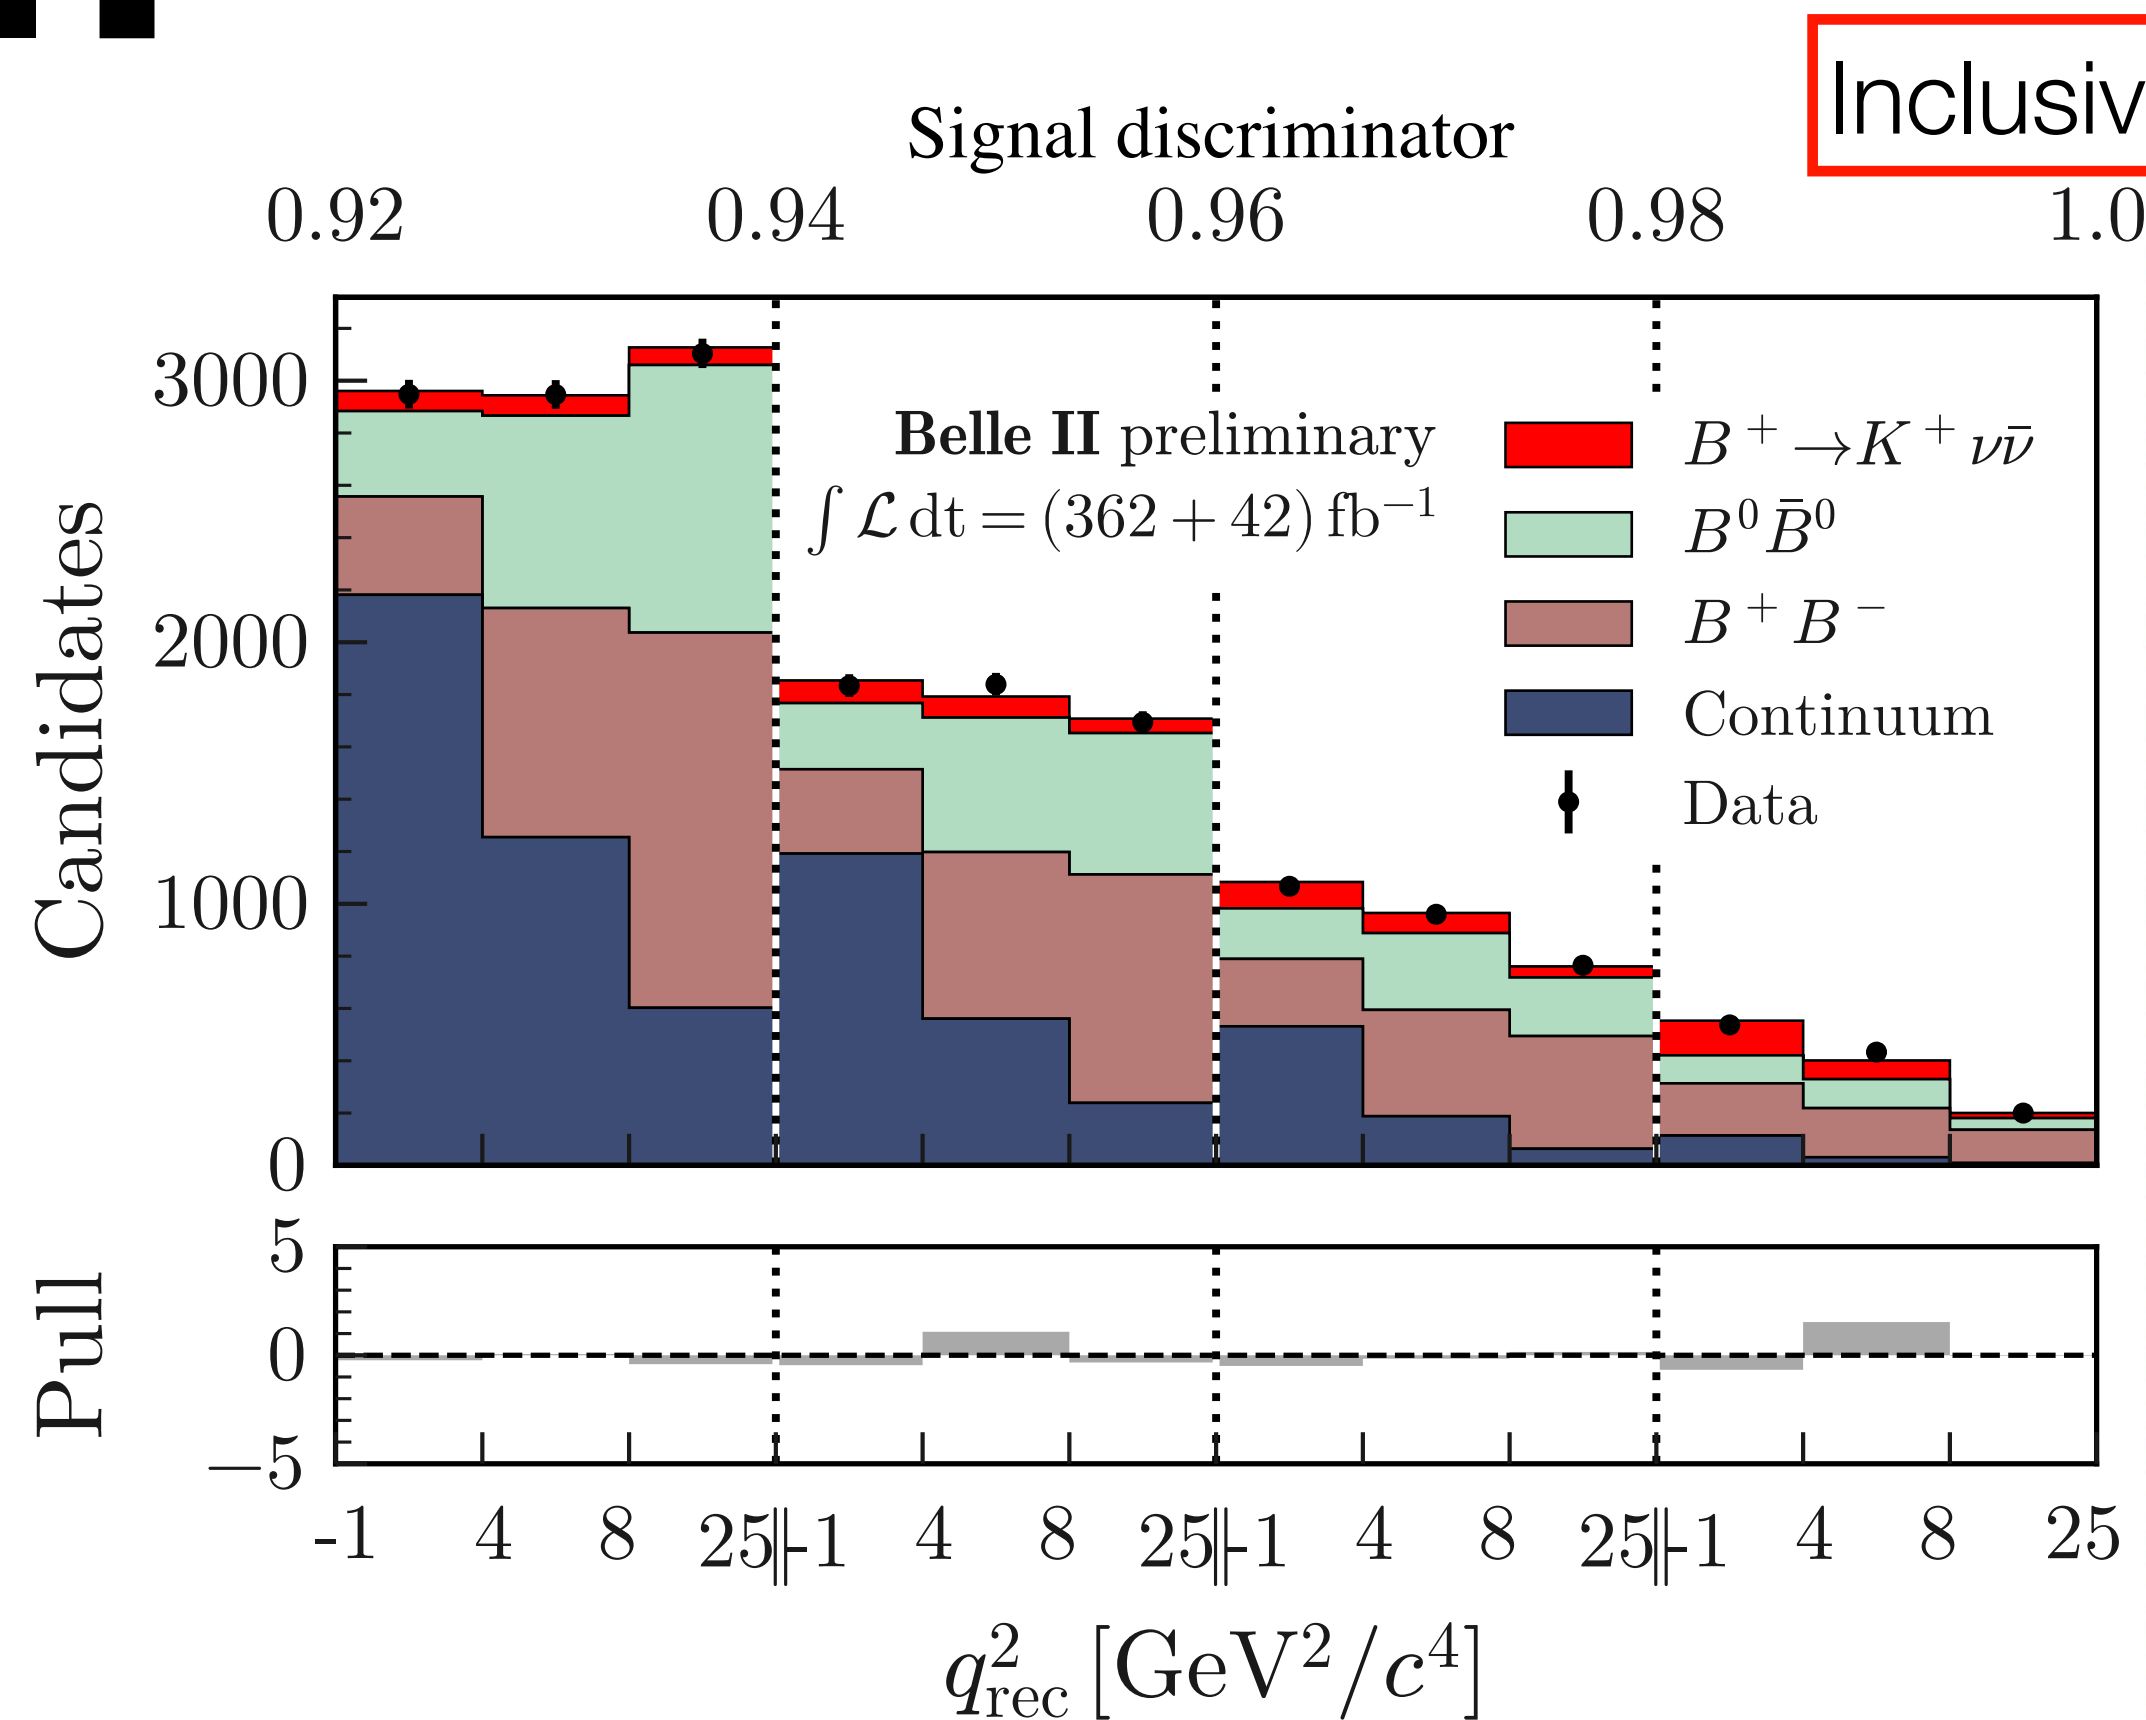 Inclusiv
Signal discriminator
0.92 0.94 0.96 0.98 1.0
3000
2000
1000
0
Candidates
Belle II preliminary
∫ ℒ dt = (362 + 42) fb⁻¹
B⁺ → K⁺ νν̄
B⁰ B̄⁰
B⁺ B⁻
Continuum
Data
5
0
−5
Pull
-1 4 8 25||-1 4 8 25||-1 4 8 25||-1 4 8 25
q²rec [GeV²/c⁴]